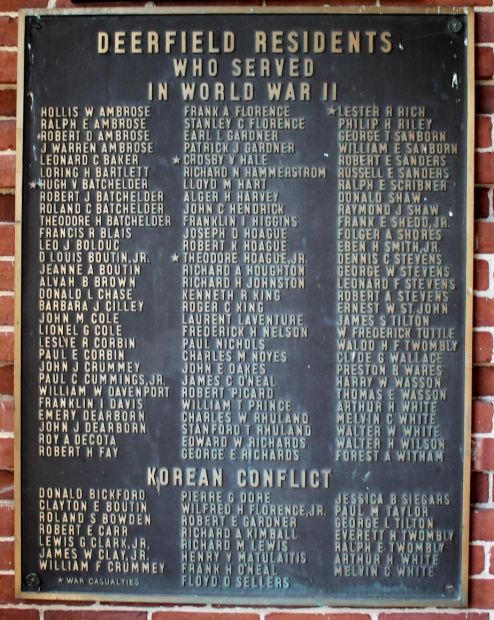 DEERFIELD RESIDENTS
WHO SERVED
IN WORLD WAR II
HOLLIS W AMBROSE
RALPH E AMBROSE
*ROBERT D AMBROSE
J WARREN AMBROSE
LEONARD C BAKER
LORING H BARTLETT
*HUGH V BATCHELDER
ROBERT J BATCHELDER
ROLAND C BATCHELDER
THEODORE H BATCHELDER
FRANCIS R BLAIS
LEO J BOLDUC
D LOUIS BOUTIN, JR.
JEANNE A BOUTIN
ALVAH B BROWN
DONALD L CHASE
BARBARA J CILLEY
JOHN M COLE
LIONEL G COLE
LESLYE R CORBIN
PAUL E CORBIN
JOHN J CRUMMEY
PAUL C CUMMINGS, JR.
WILLIAM W DAVENPORT
FRANKLIN I DAVIS
EMERY DEARBORN
JOHN J DEARBORN
ROY A DECOTA
ROBERT H FAY
FRANK A FLORENCE
STANLEY C FLORENCE
EARL L GARDNER
PATRICK J GARDNER
*CROSBY V HALE
RICHARD N HAMMERSTROM
LLOYD M HART
ALGER H HARVEY
JOHN C HENDRICK
FRANKLIN T HIGGINS
JOSEPH D HOAGUE
ROBERT K HOAGUE
*THEODORE HOAGUE, JR.
RICHARD A HOUGHTON
RICHARD H JOHNSTON
KENNETH R KING
ROGER C KING
LAURENT LAVENTURE
FREDERICK H NELSON
PAUL NICHOLS
CHARLES M NOYES
JOHN E OAKES
JAMES C O'NEAL
ROBERT PICARD
WILLIAM T PRINCE
CHARLES W RHOLAND
STANFORD T RHULAND
EDWARD W RICHARDS
GEORGE E RICHARDS
*LESTER R RICH
PHILIP H RILEY
GEORGE T SANBORN
WILLIAM E SANBORN
ROBERT E SANDERS
RUSSELL E SANDERS
RALPH E SCRIBNER
DONALD SHAW
RAYMOND J SHAW
FRANK E SHEDD, JR.
EDGER A SHORES
EBEN H SMITH, JR.
DENNIS C STEVENS
GEORGE W STEVENS
LEONARD F STEVENS
ROBERT A STEVENS
ERNEST W ST. JOHN
JAMES S TILTON
W FREDERICK TUTTLE
WALDO H F TWOMBLY
CLYDE G WALLACE
PRESTON B WARES
HARRY W WASSON
THOMAS E WASSON
ARTHUR H WHITE
MELVIN C WHITE
WALTER W WHITE
WALTER H WILSON
FOREST A WITHAM
KOREAN CONFLICT
DONALD BICKFORD
CLAYTON E BOUTIN
ROLAND S BOWDEN
ROBERT E CARR
LEWIS G CLARK, JR.
JAMES W CLAY, JR.
WILLIAM F CRUMMEY
PIERRE G DORE
WILFRED H FLORENCE, JR.
ROBERT E GARDNER
RICHARD A KIMBALL
RICHARD W LEWIS
HENRY V MATULAITIS
FRANK H O'NEAL
FLOYD O SELLERS
JESSICA B SIEGARS
PAUL M TAYLOR
GEORGE L TILTON
EVERETT H TWOMBLY
RALPH E TWOMBLY
ARTHUR H WHITE
MELVIN C WHITE
* WAR CASUALTIES